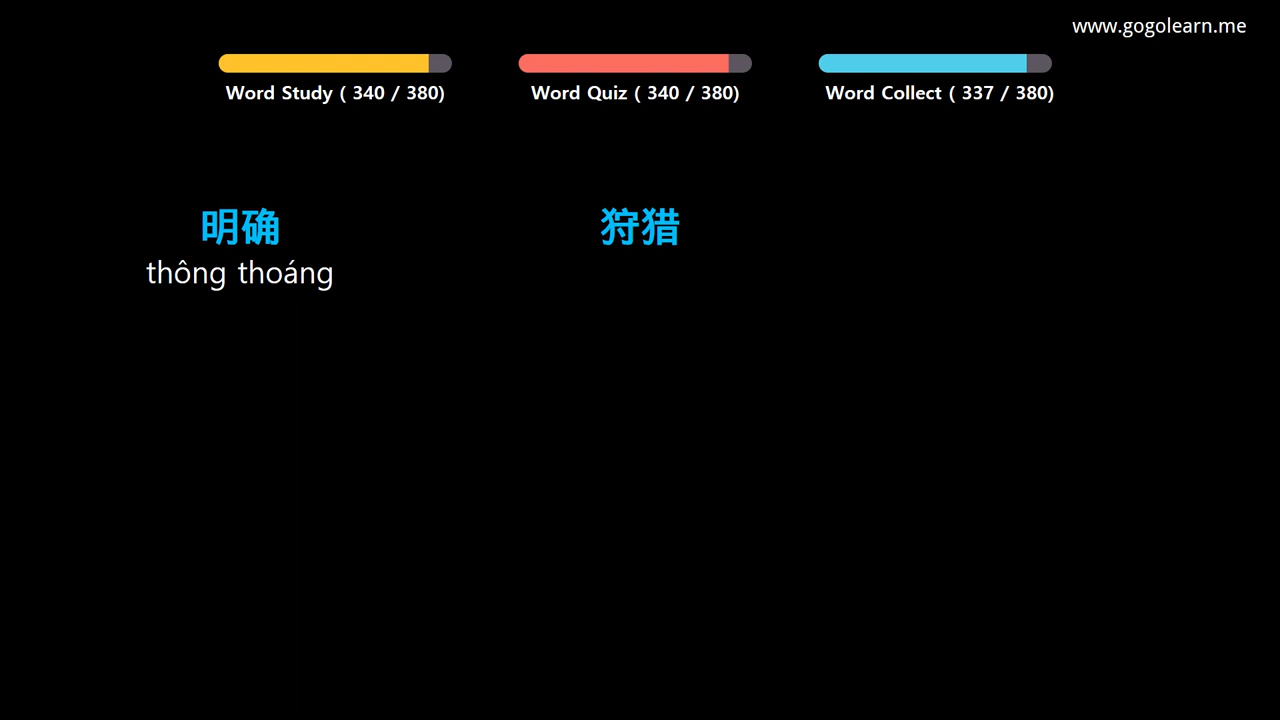 www.gogolearn.me
Word Study ( 340 / 380)
Word Quiz ( 340 / 380)
Word Collect ( 337 / 380)
明确
thông thoáng
狩猎